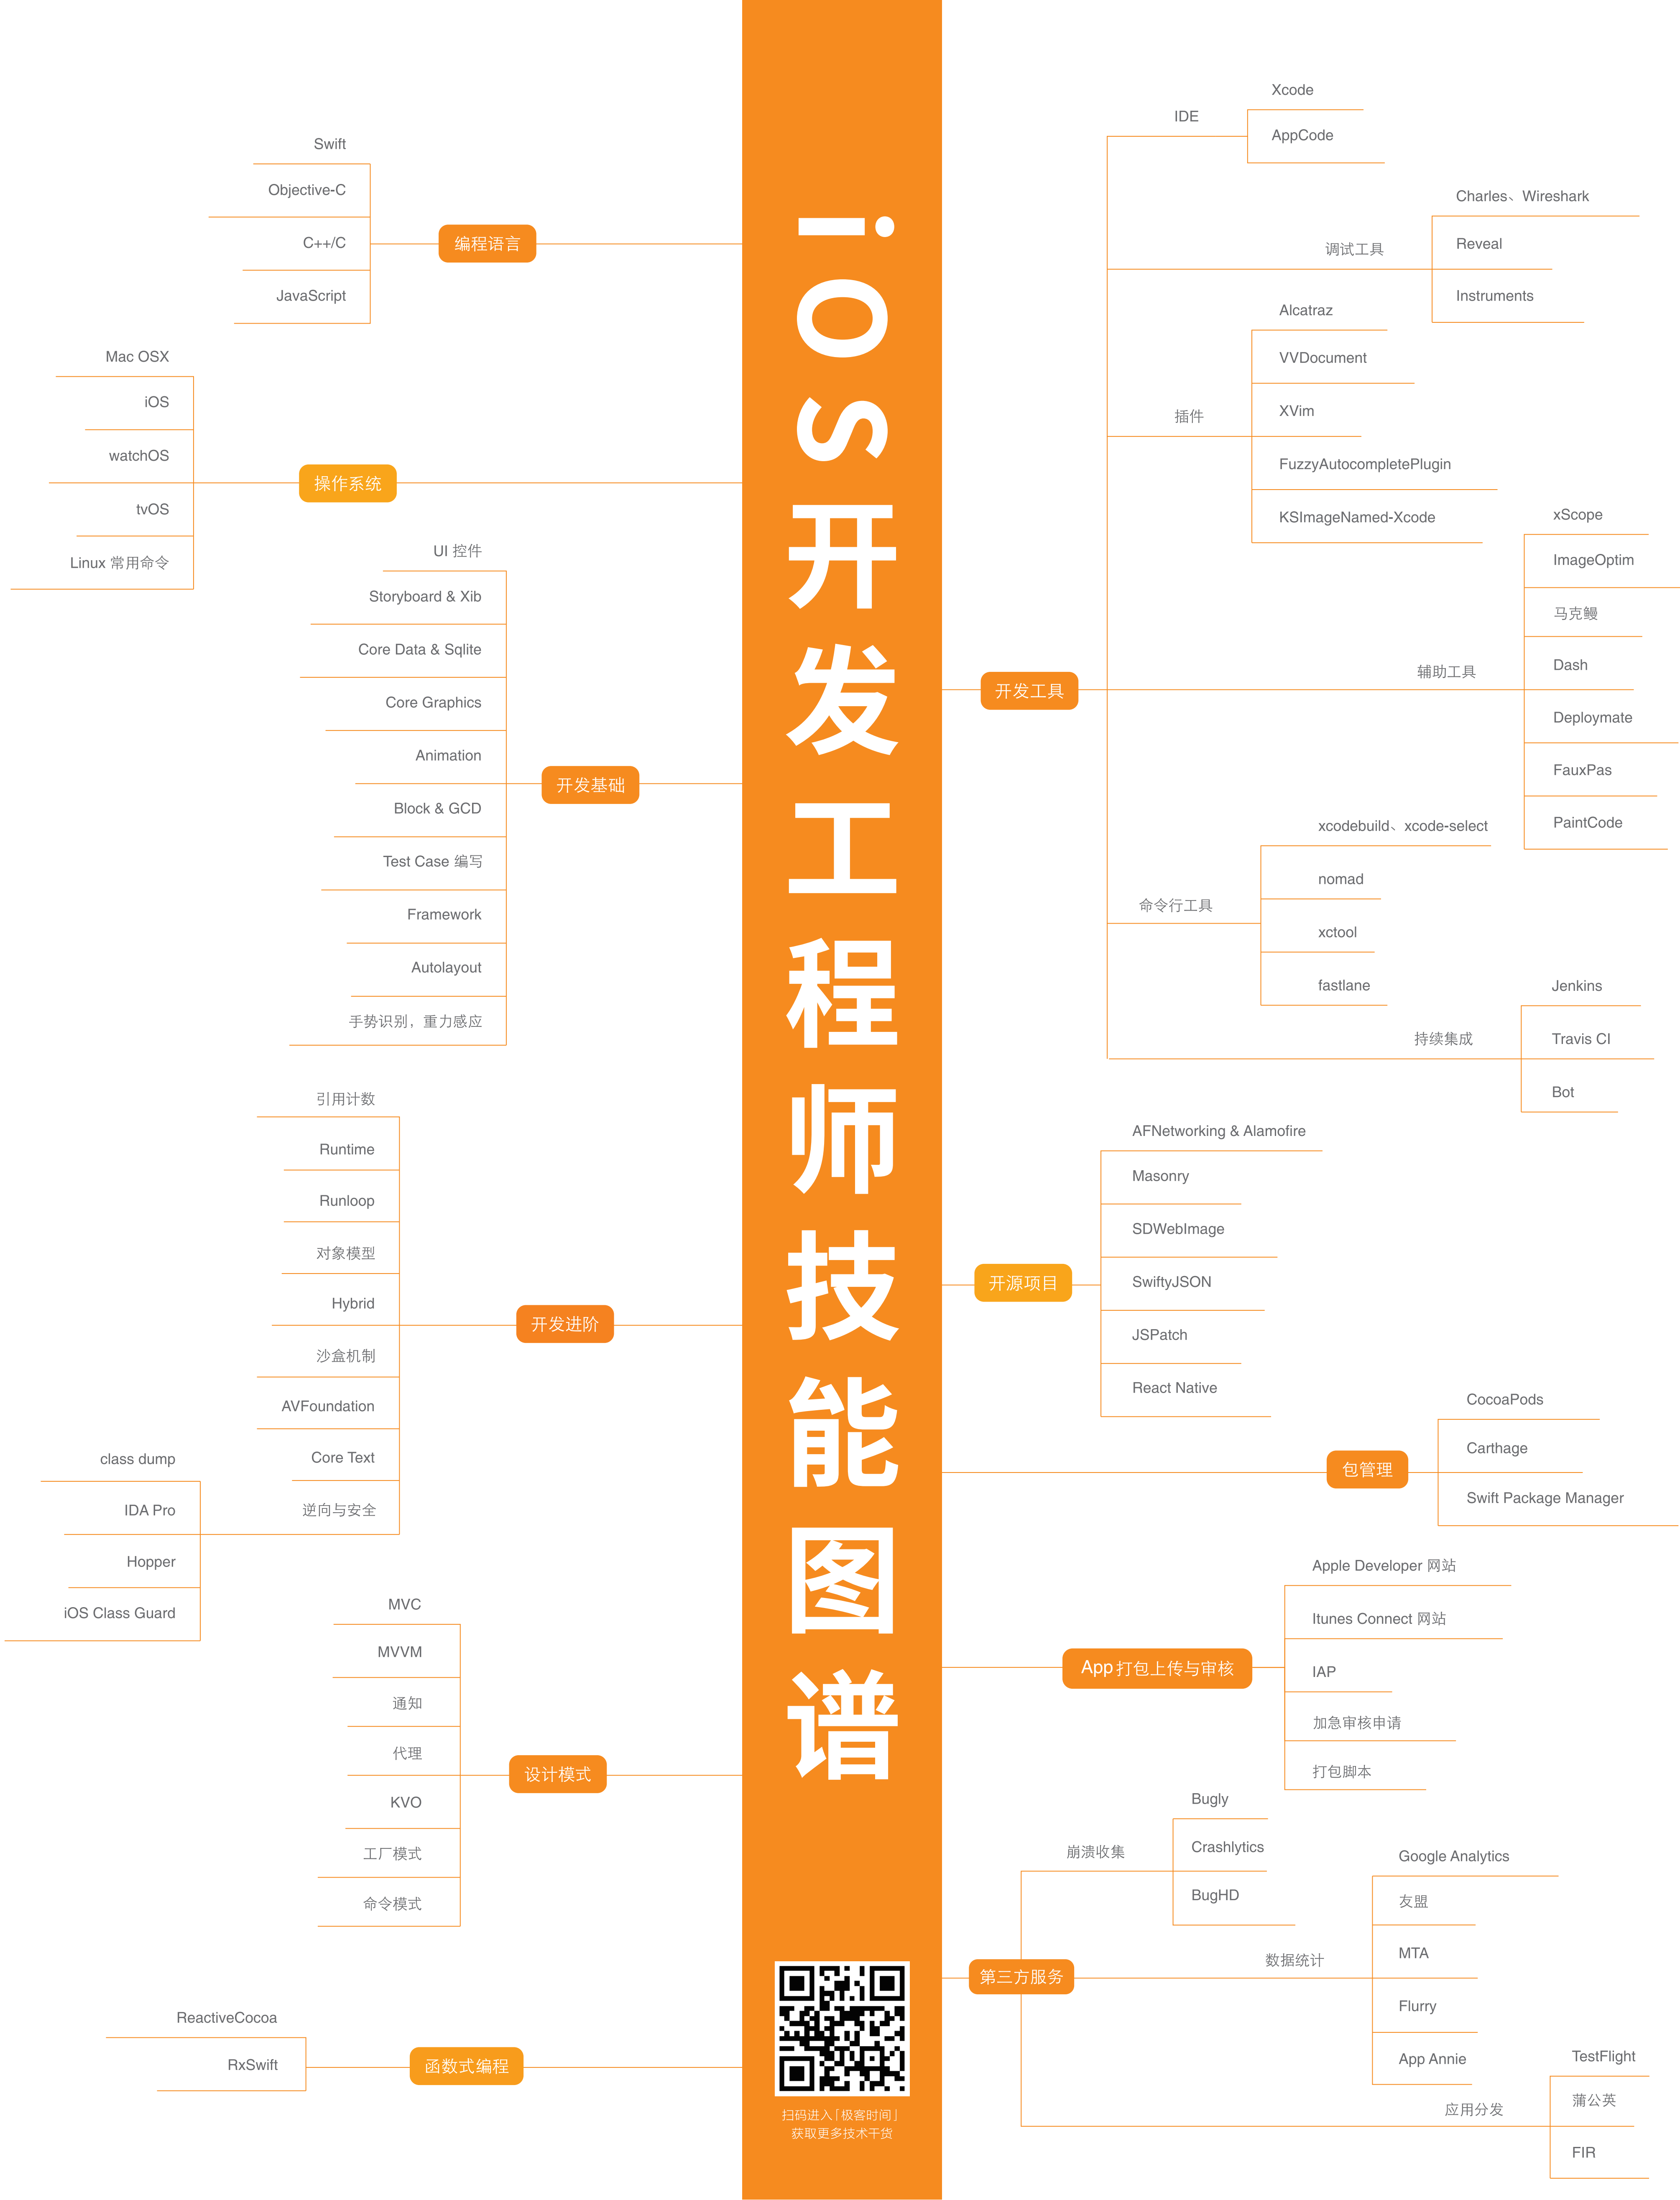 iOS开发工程师技能图谱
编程语言
Swift
Objective-C
C++/C
JavaScript
操作系统
Mac OSX
iOS
watchOS
tvOS
Linux 常用命令
开发基础
UI 控件
Storyboard & Xib
Core Data & Sqlite
Core Graphics
Animation
Block & GCD
Test Case 编写
Framework
Autolayout
手势识别，重力感应
开发进阶
引用计数
Runtime
Runloop
对象模型
Hybrid
沙盒机制
AVFoundation
Core Text
逆向与安全
class dump
IDA Pro
Hopper
iOS Class Guard
设计模式
MVC
MVVM
通知
代理
KVO
工厂模式
命令模式
函数式编程
ReactiveCocoa
RxSwift
开发工具
IDE
Xcode
AppCode
调试工具
Charles、Wireshark
Reveal
Instruments
插件
Alcatraz
VVDocument
XVim
FuzzyAutocompletePlugin
KSImageNamed-Xcode
辅助工具
xScope
ImageOptim
马克鳗
Dash
Deploymate
FauxPas
PaintCode
命令行工具
xcodebuild、xcode-select
nomad
xctool
fastlane
持续集成
Jenkins
Travis CI
Bot
开源项目
AFNetworking & Alamofire
Masonry
SDWebImage
SwiftyJSON
JSPatch
React Native
包管理
CocoaPods
Carthage
Swift Package Manager
App 打包上传与审核
Apple Developer 网站
Itunes Connect 网站
IAP
加急审核申请
打包脚本
第三方服务
崩溃收集
Bugly
Crashlytics
BugHD
数据统计
Google Analytics
友盟
MTA
Flurry
App Annie
应用分发
TestFlight
蒲公英
FIR
扫码进入「极客时间」
获取更多技术干货